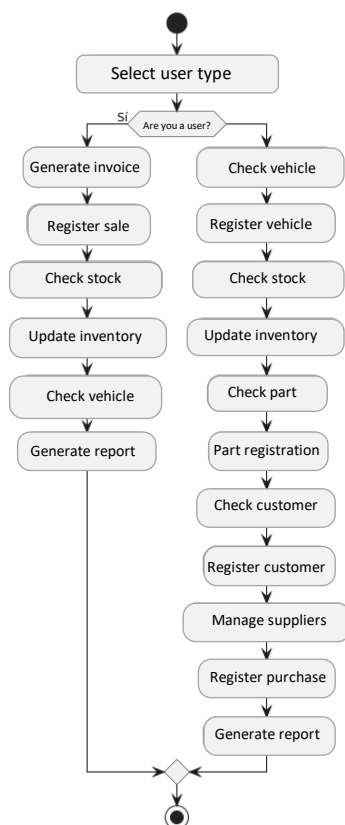 Select user type
Sí
Are you a user?
Generate invoice
Register sale
Check stock
Update inventory
Check vehicle
Generate report
Check vehicle
Register vehicle
Check stock
Update inventory
Check part
Part registration
Check customer
Register customer
Manage suppliers
Register purchase
Generate report